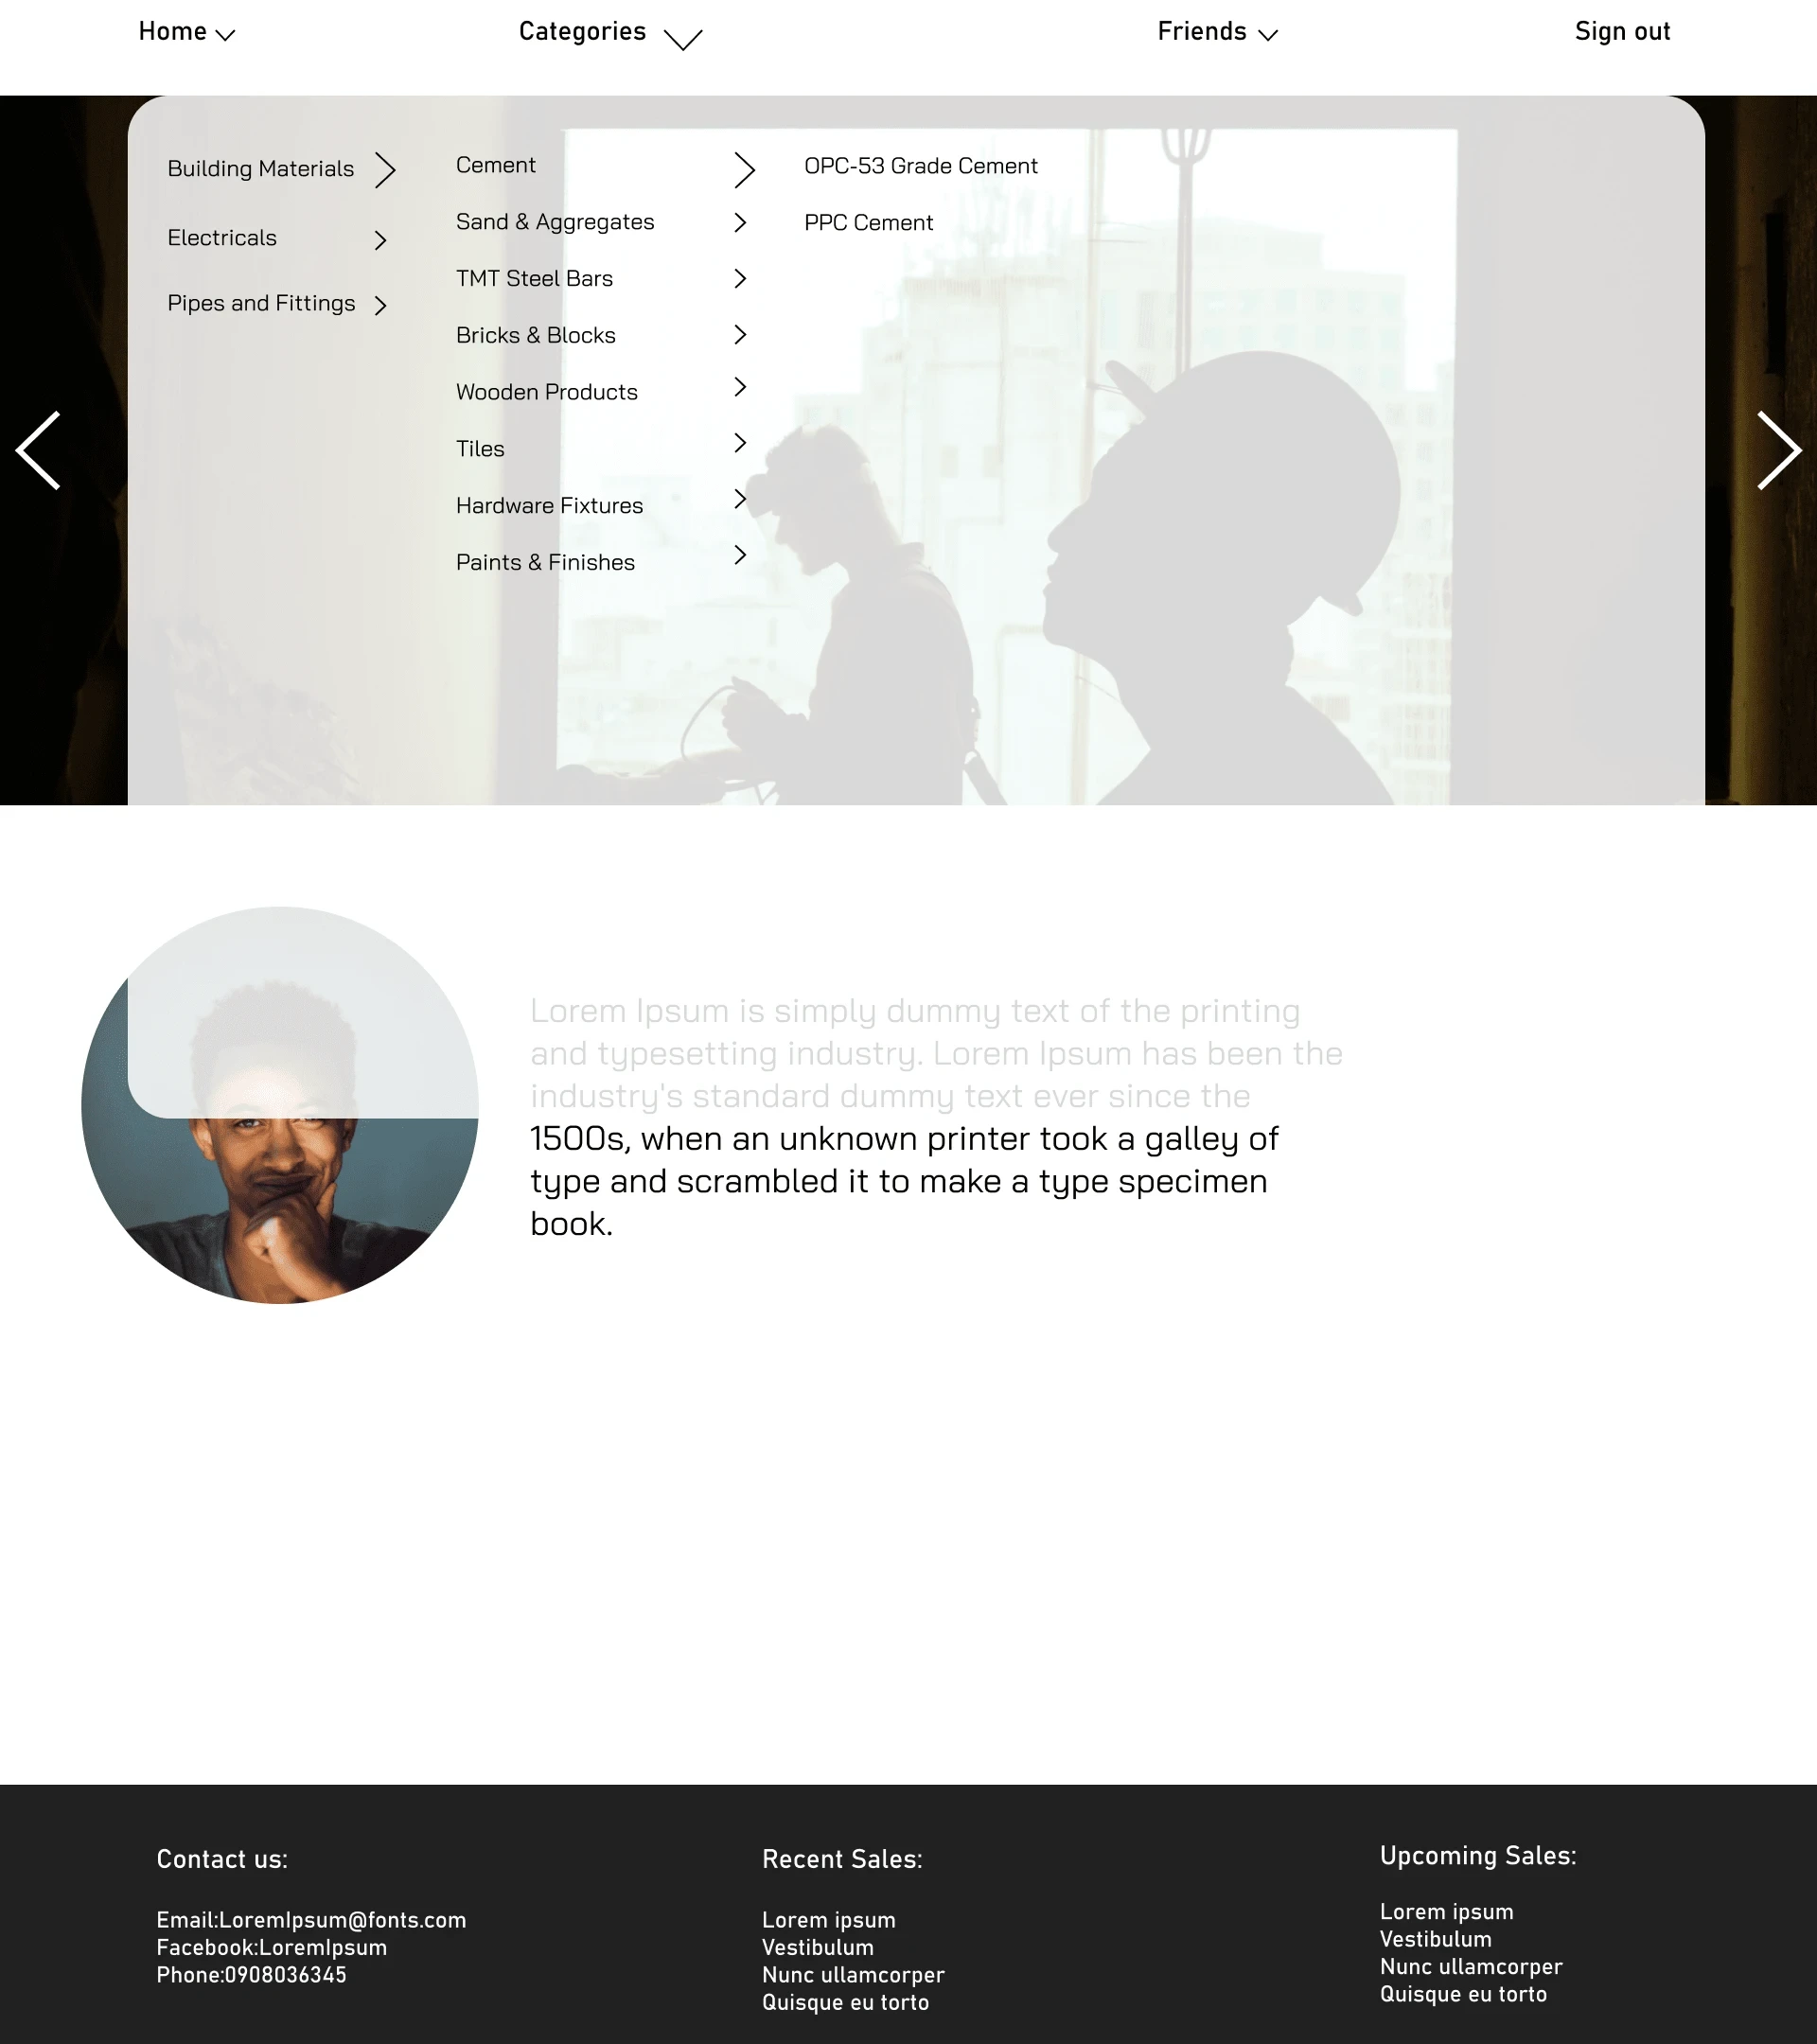 Home
Categories
Friends
Sign out
Building Materials
Electricals
Pipes and Fittings
Cement
Sand & Aggregates
TMT Steel Bars
Bricks & Blocks
Wooden Products
Tiles
Hardware Fixtures
Paints & Finishes
OPC-53 Grade Cement
PPC Cement
Lorem Ipsum is simply dummy text of the printing
and typesetting industry. Lorem Ipsum has been the
industry's standard dummy text ever since the
1500s, when an unknown printer took a galley of
type and scrambled it to make a type specimen
book.
Contact us:
Email:LoremIpsum@fonts.com
Facebook:LoremIpsum
Phone:0908036345
Recent Sales:
Lorem ipsum
Vestibulum
Nunc ullamcorper
Quisque eu torto
Upcoming Sales:
Lorem ipsum
Vestibulum
Nunc ullamcorper
Quisque eu torto